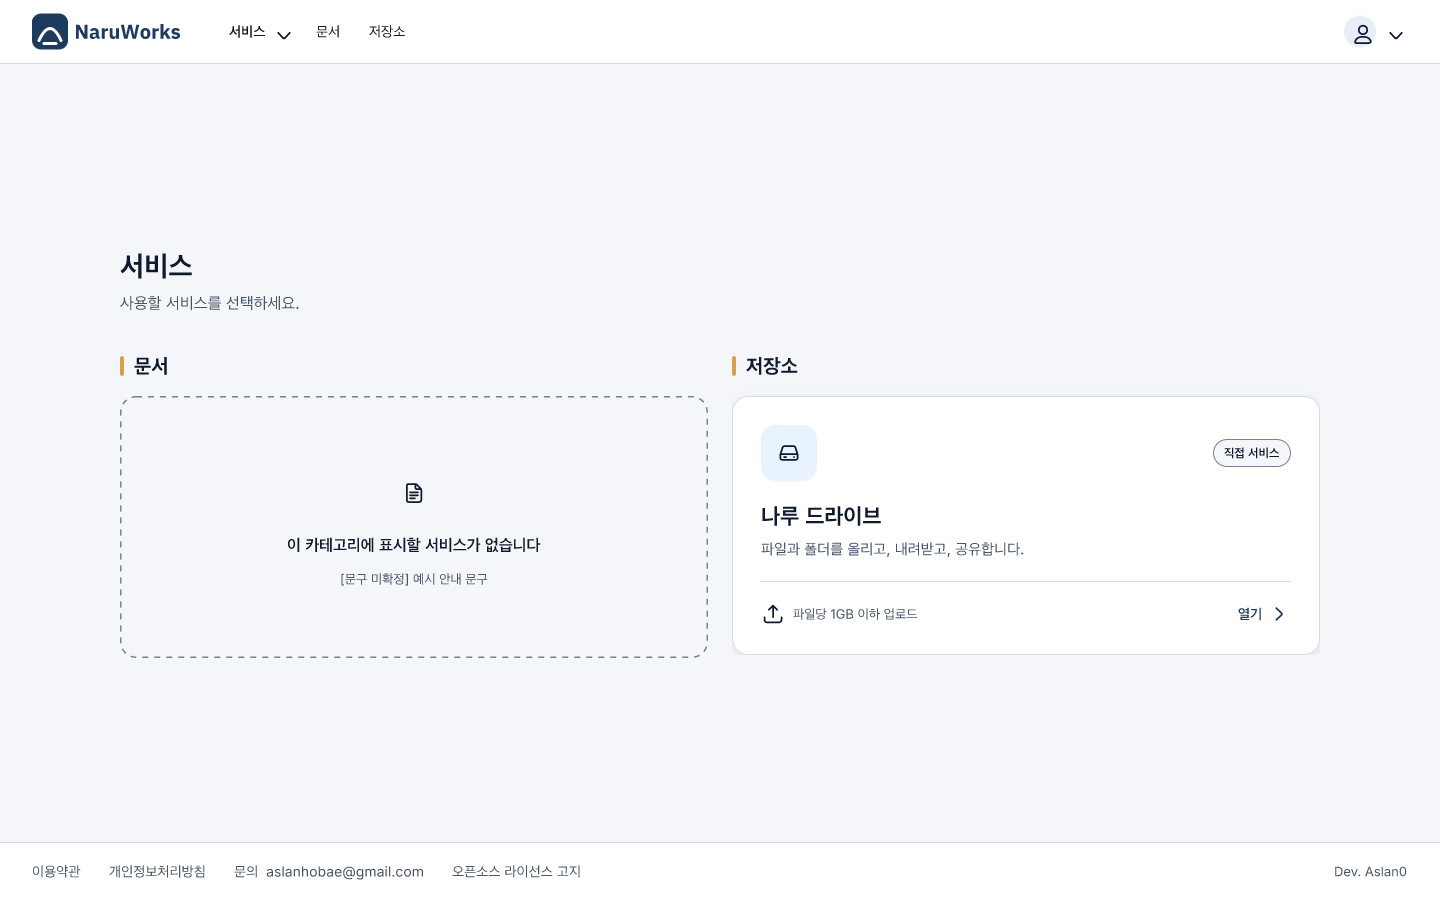 NaruWorks
서비스
문서
저장소
서비스
사용할 서비스를 선택하세요.
문서
이 카테고리에 표시할 서비스가 없습니다
[문구 미확정] 예시 안내 문구
저장소
직접 서비스
나루 드라이브
파일과 폴더를 올리고, 내려받고, 공유합니다.
파일당 1GB 이하 업로드
열기
이용약관
개인정보처리방침
문의 aslanhobae@gmail.com
오픈소스 라이선스 고지
Dev. Aslan0